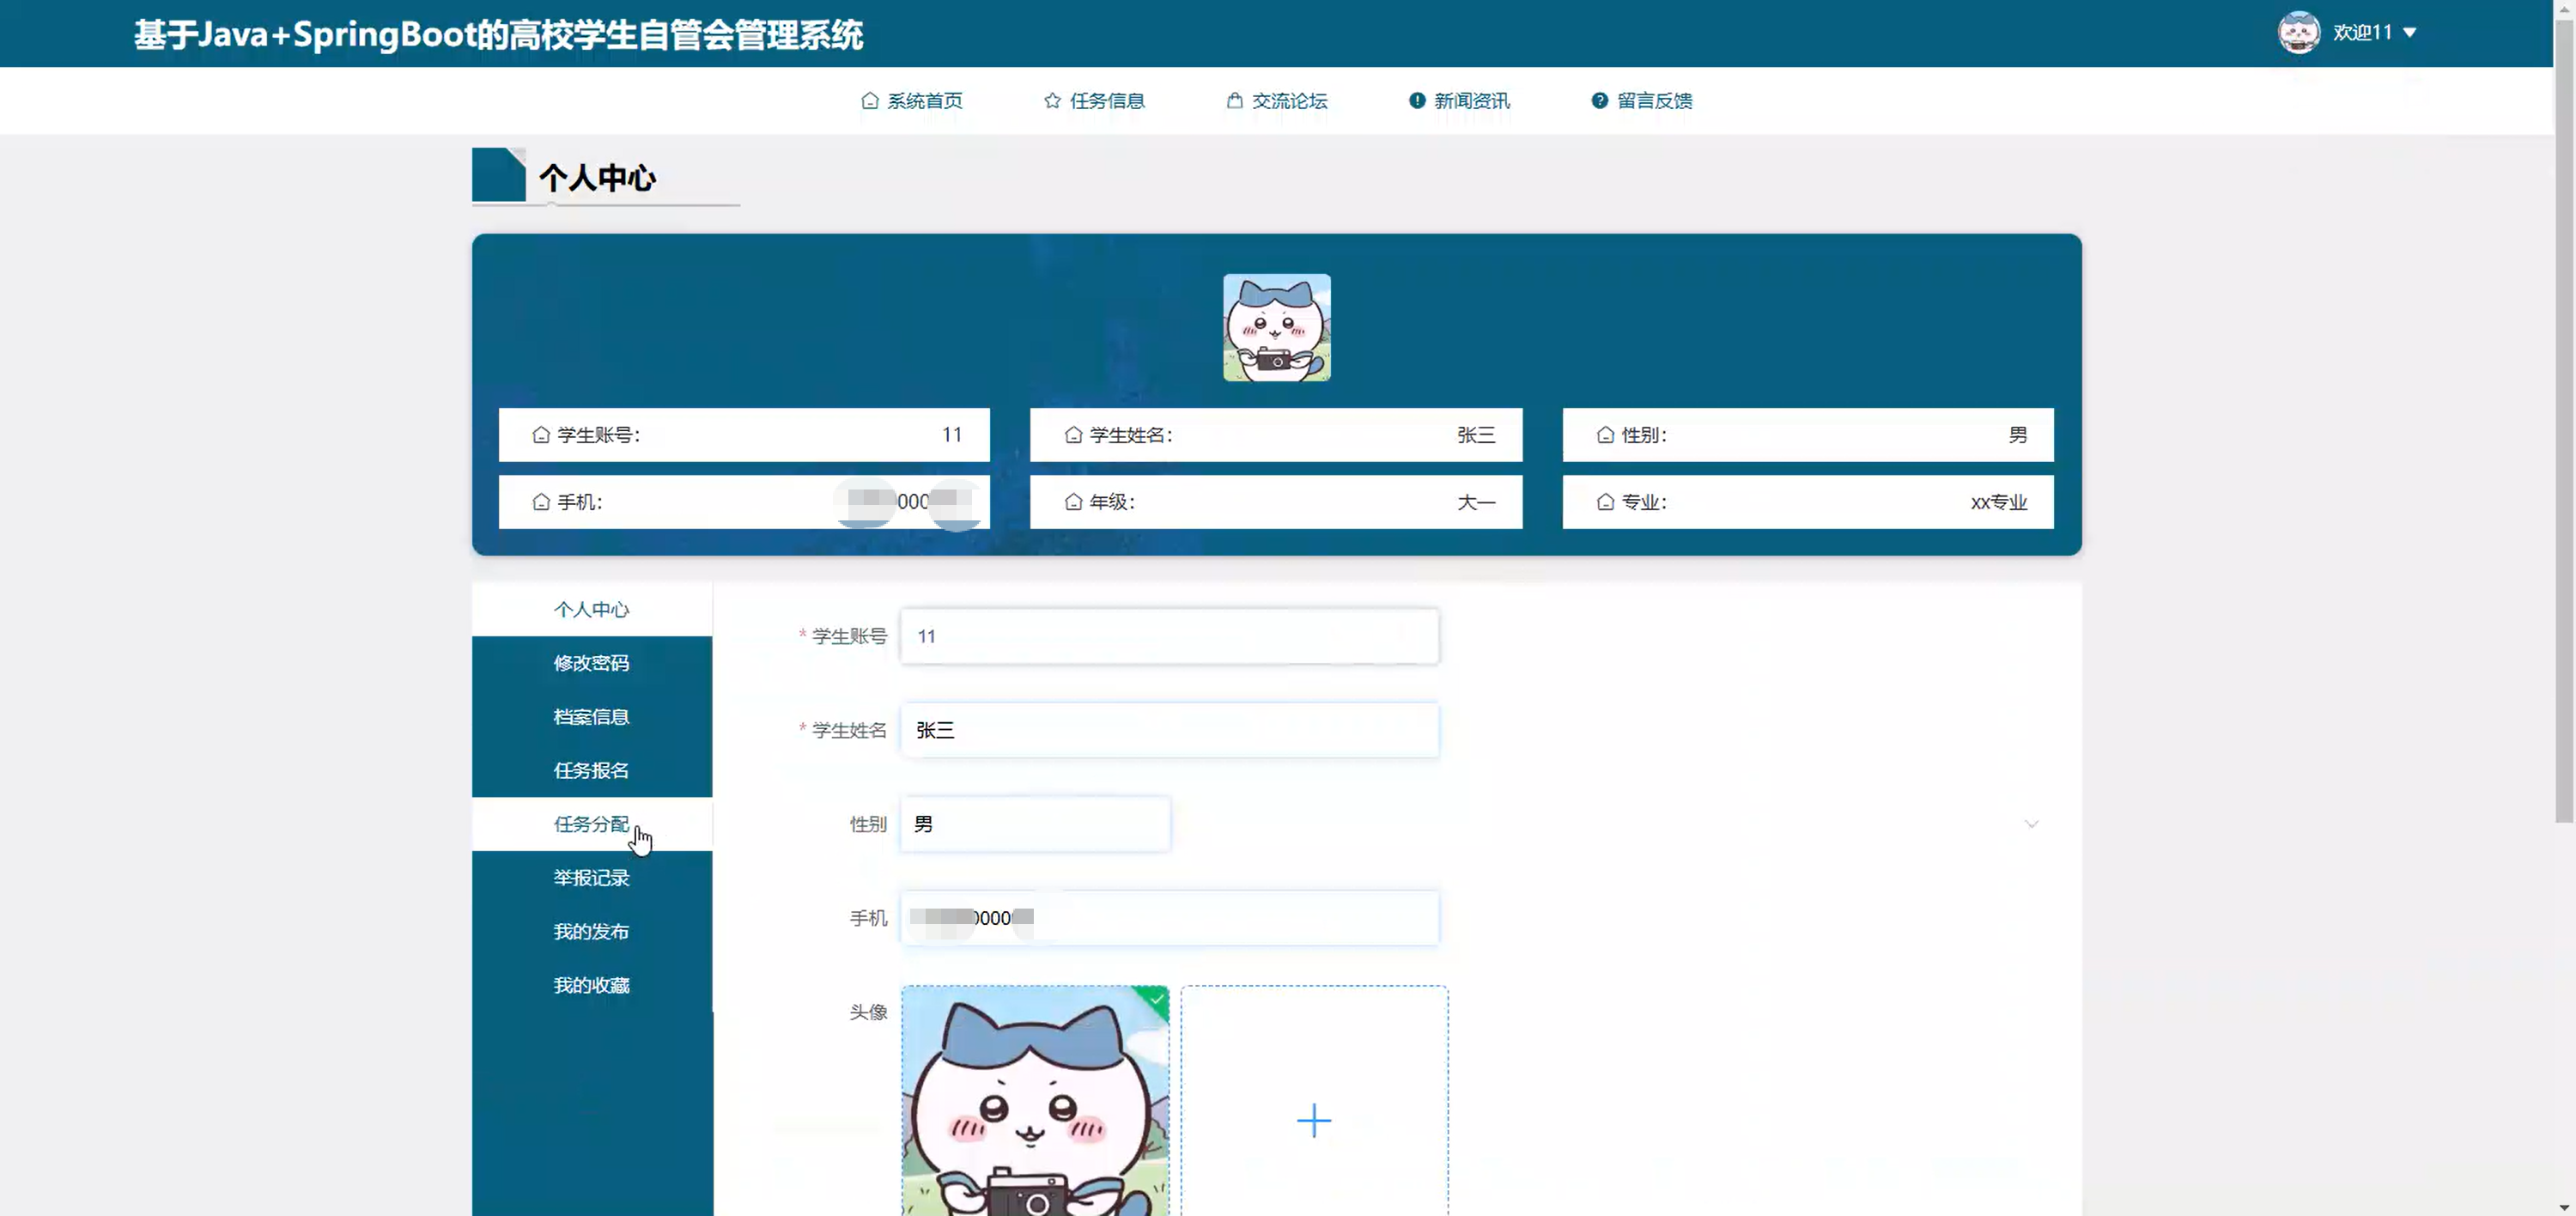 基于Java+SpringBoot的高校学生自管会管理系统
欢迎11
系统首页 任务信息 交流论坛 新闻资讯 留言反馈
个人中心
学生账号： 11 学生姓名： 张三 性别： 男
手机： 000 年级： 大一 专业： xx专业
个人中心
修改密码
档案信息
任务报名
任务分配
举报记录
我的发布
我的收藏
* 学生账号 11
* 学生姓名 张三
性别 男
手机 0000
头像